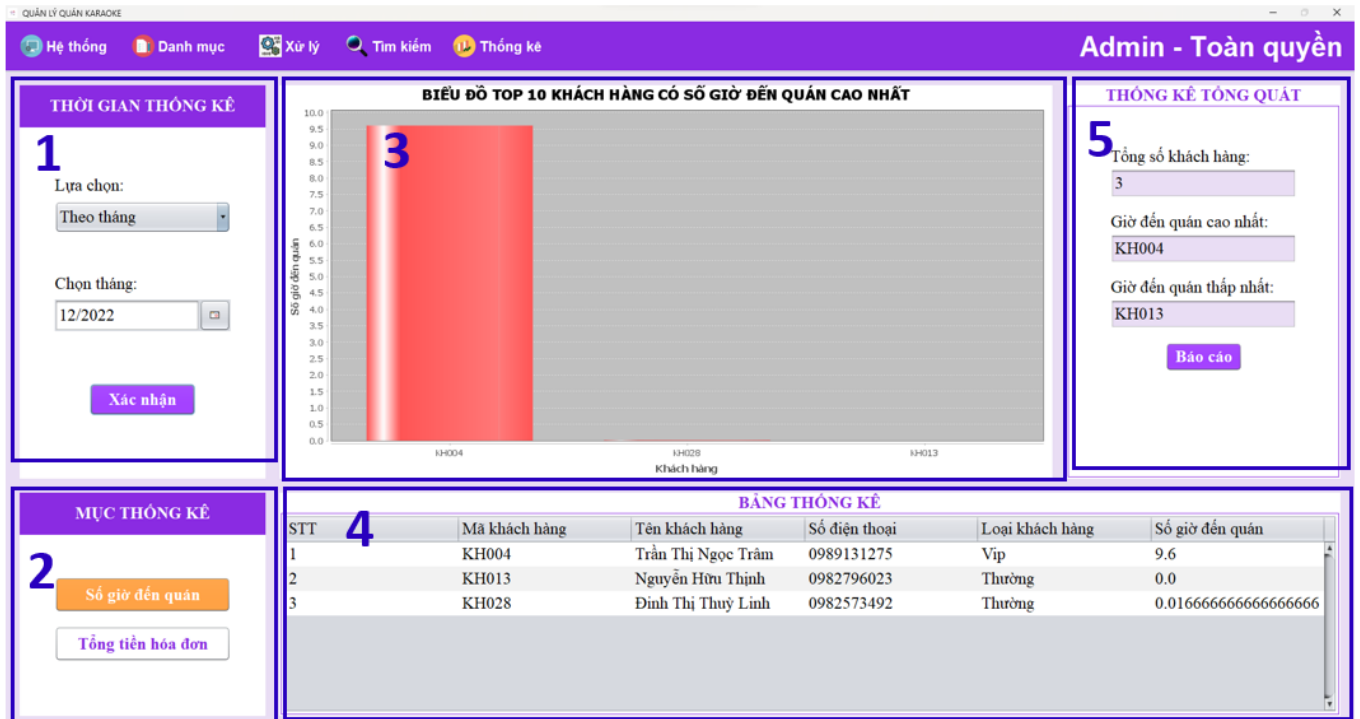 QUẢN LÝ QUÁN KARAOKE
Hệ thống Danh mục Xử lý Tìm kiếm Thống kê Admin - Toàn quyền
THỜI GIAN THỐNG KÊ
1
Lựa chọn:
Theo tháng
Chọn tháng:
12/2022
Xác nhận
MỤC THỐNG KÊ
2
Số giờ đến quán
Tổng tiền hóa đơn
BIỂU ĐỒ TOP 10 KHÁCH HÀNG CÓ SỐ GIỜ ĐẾN QUÁN CAO NHẤT
3
Số giờ đến quán
10.0
9.5
9.0
8.5
8.0
7.5
7.0
6.5
6.0
5.5
5.0
4.5
4.0
3.5
3.0
2.5
2.0
1.5
1.0
0.5
0.0
KH004 KH028 KH013
Khách hàng
THỐNG KÊ TỔNG QUÁT
5
Tổng số khách hàng:
3
Giờ đến quán cao nhất:
KH004
Giờ đến quán thấp nhất:
KH013
Báo cáo
BẢNG THỐNG KÊ
4
STT Mã khách hàng Tên khách hàng Số điện thoại Loại khách hàng Số giờ đến quán
1 KH004 Trần Thị Ngọc Trâm 0989131275 Vip 9.6
2 KH013 Nguyễn Hữu Thịnh 0982796023 Thường 0.0
3 KH028 Đinh Thị Thuỳ Linh 0982573492 Thường 0.016666666666666666